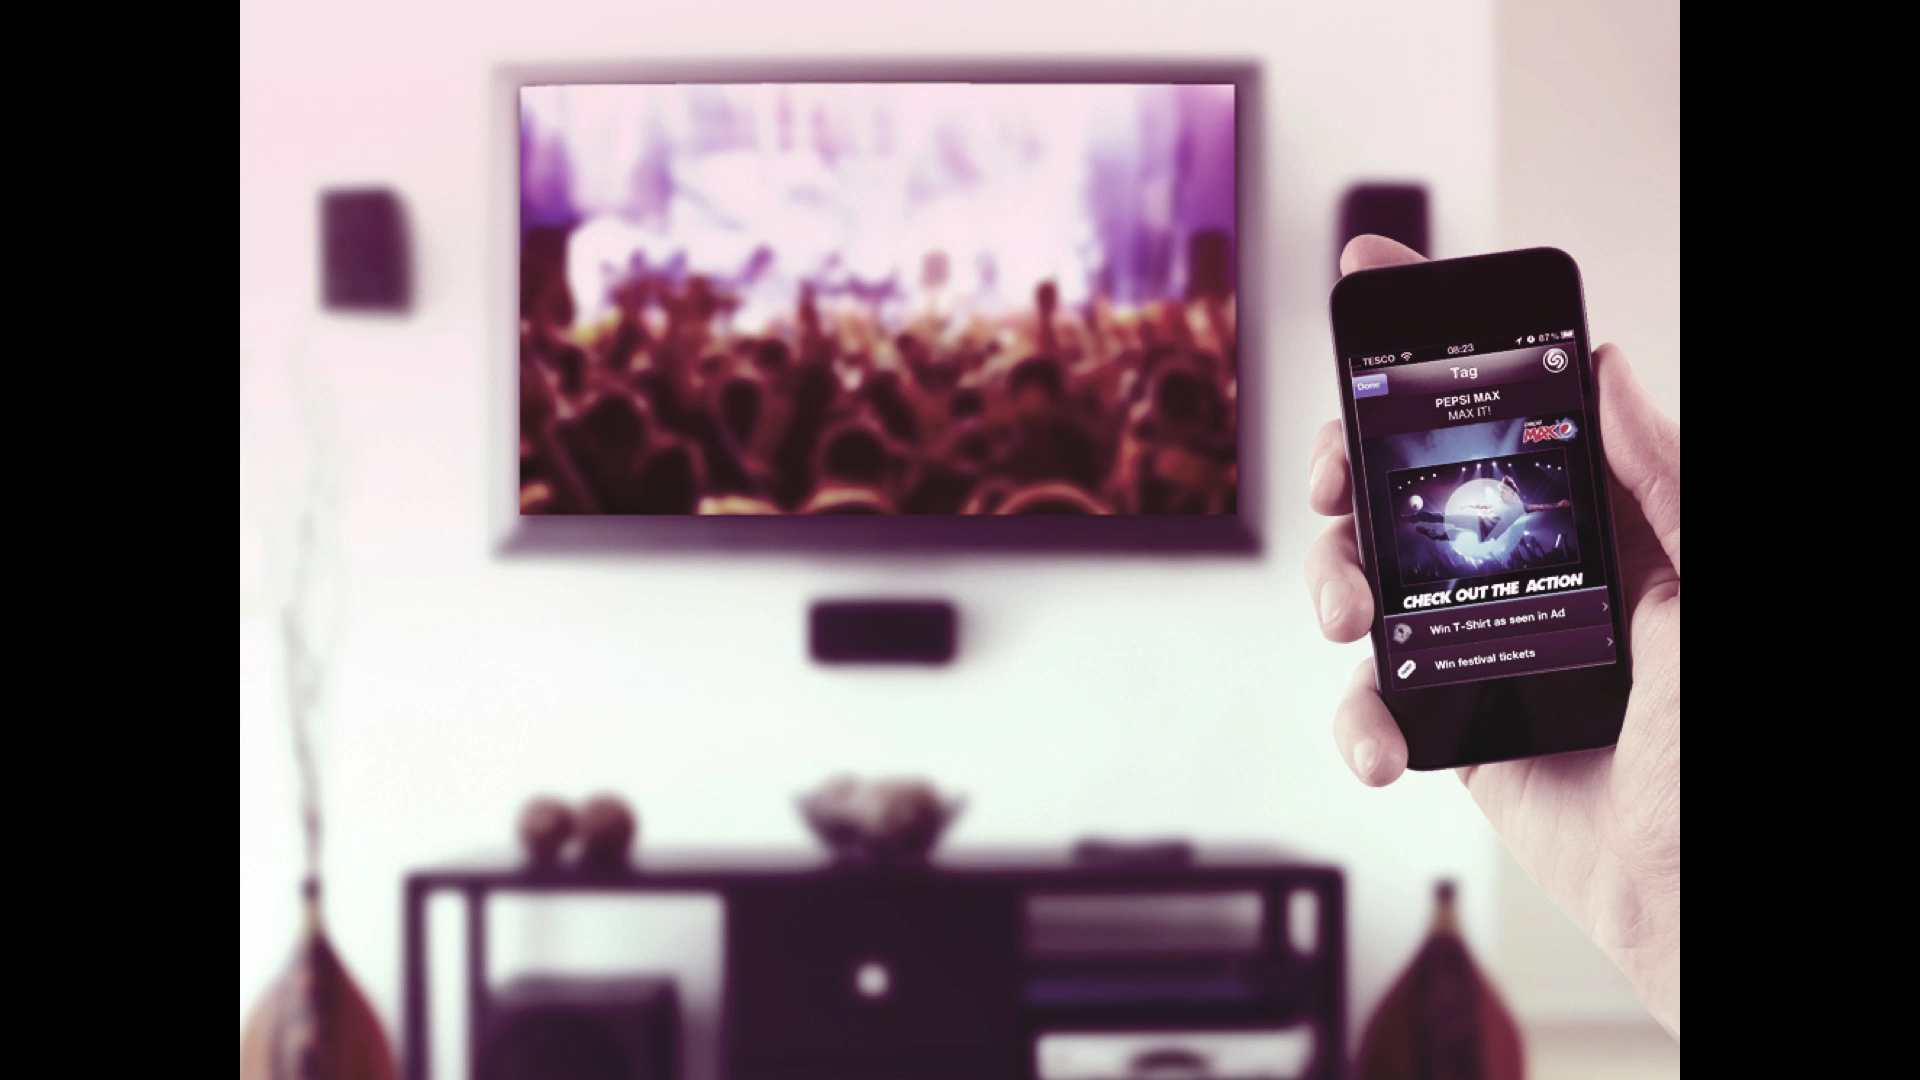 TESCO 08:23 87%
Tag
Done
PEPSI MAX
MAX IT!
MAX
CHECK OUT THE ACTION
Win T-Shirt as seen in Ad
Win festival tickets